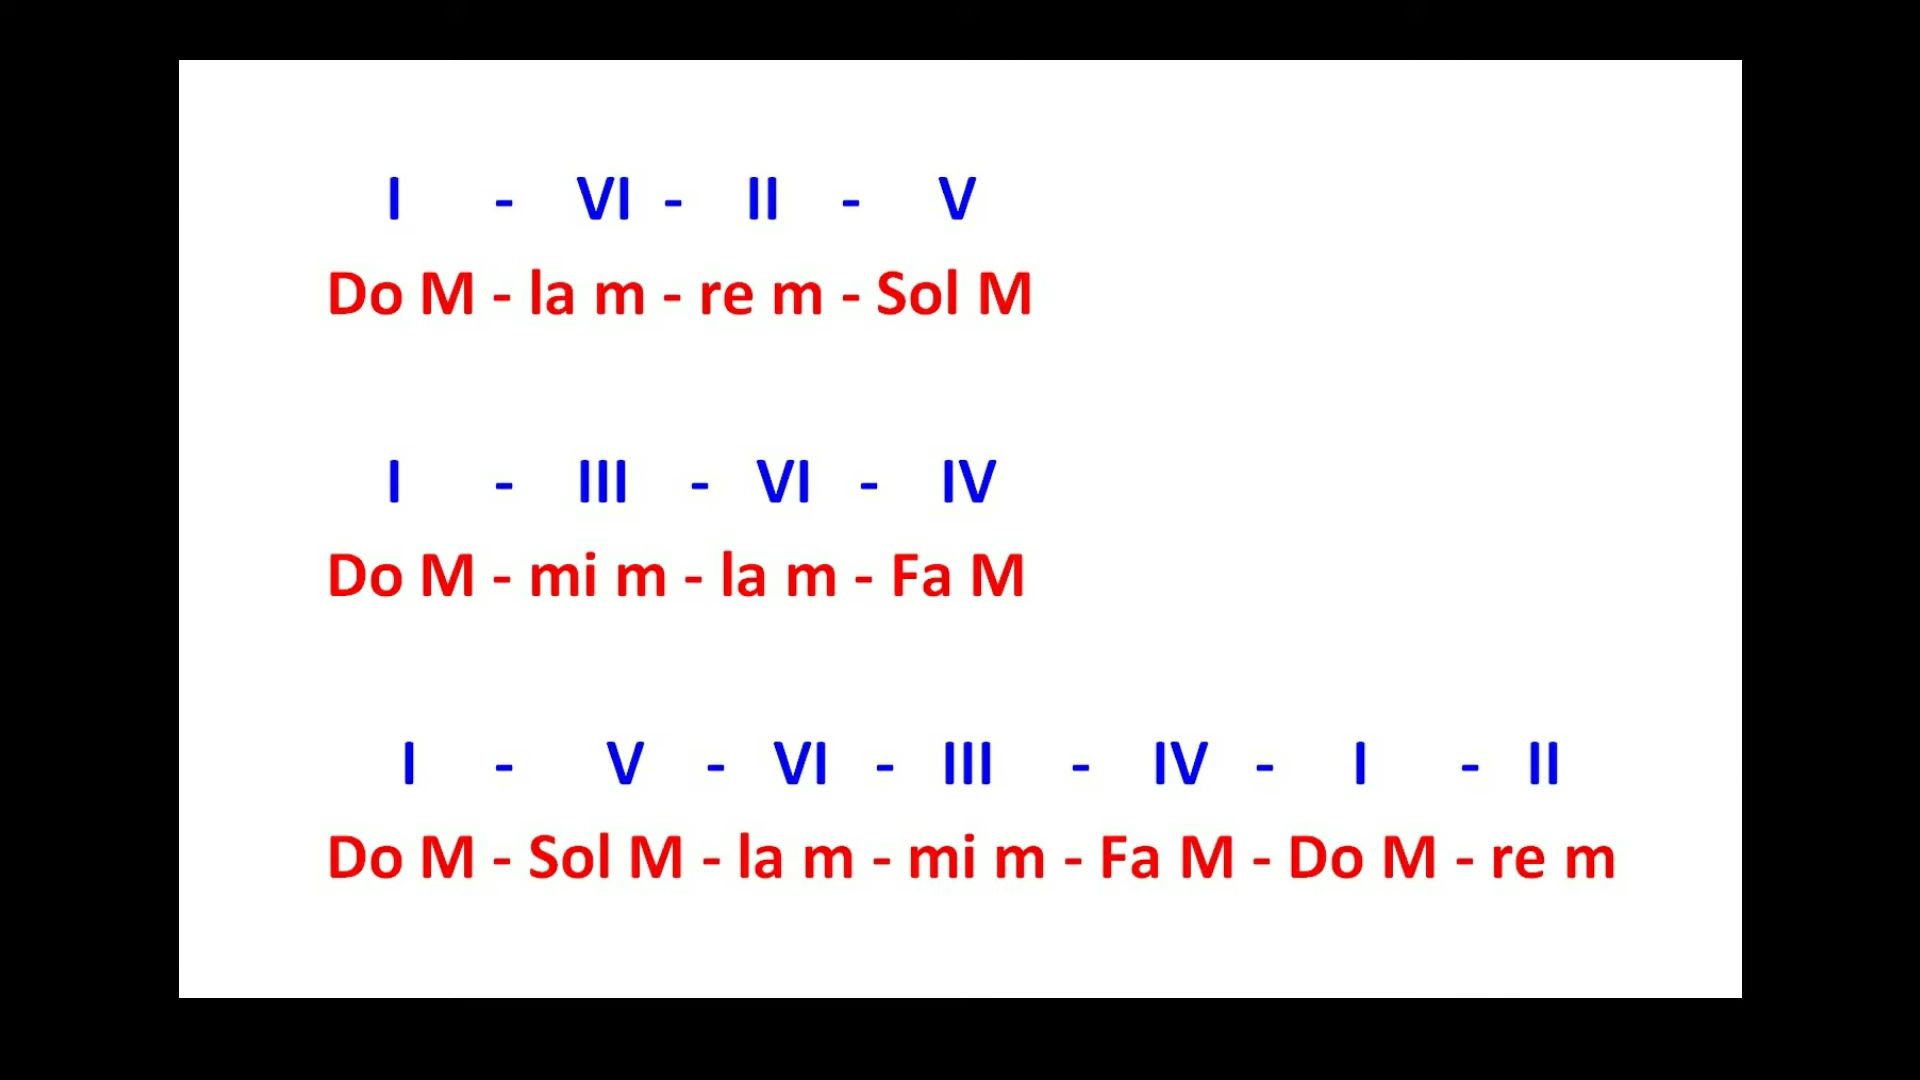 I - VI - II - V
Do M - la m - re m - Sol M
I - III - VI - IV
Do M - mi m - la m - Fa M
I - V - VI - III - IV - I - II
Do M - Sol M - la m - mi m - Fa M - Do M - re m